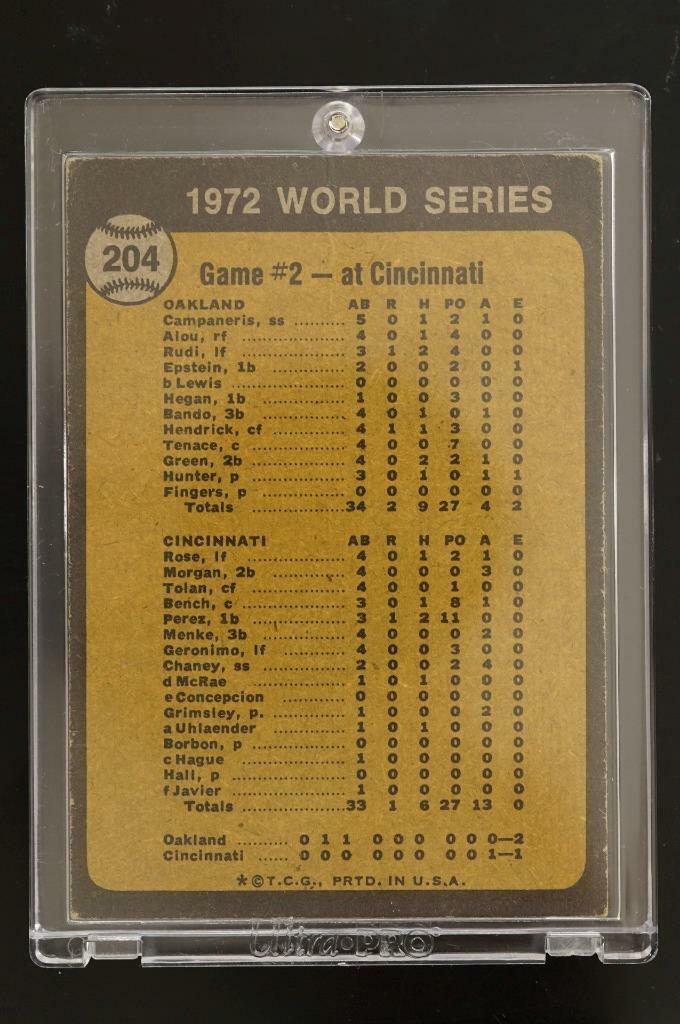 1972 WORLD SERIES
204
Game #2 — at Cincinnati
OAKLAND AB R H PO A E
Campaneris, ss .......... 5 0 1 2 1 0
Alou, rf .................... 4 0 1 4 0 0
Rudi, lf .................... 3 1 2 4 0 0
Epstein, 1b ................ 2 0 0 2 0 1
b Lewis .................... 0 0 0 0 0 0
Hegan, 1b ................ 1 0 0 3 0 0
Bando, 3b ................ 4 0 1 0 1 0
Hendrick, cf .............. 4 1 1 3 0 0
Tenace, c ................ 4 0 0 7 0 0
Green, 2b ................ 4 0 2 2 1 0
Hunter, p ................ 3 0 1 0 1 1
Fingers, p ................ 0 0 0 0 0 0
Totals ....................34 2 9 27 4 2
CINCINNATI AB R H PO A E
Rose, lf .................... 4 0 1 2 1 0
Morgan, 2b .............. 4 0 0 0 3 0
Tolan, cf .................. 4 0 0 1 0 0
Bench, c .................. 3 0 1 8 1 0
Perez, 1b ................ 3 1 2 11 0 0
Menke, 3b ................ 4 0 0 0 2 0
Geronimo, lf .............. 4 0 0 3 0 0
Chaney, ss ................ 2 0 0 2 4 0
d McRae .................. 1 0 1 0 0 0
e Concepcion ............ 0 0 0 0 0 0
Grimsley, p. .............. 1 0 0 0 2 0
a Uhlaender .............. 1 0 1 0 0 0
Borbon, p ................ 0 0 0 0 0 0
c Hague .................. 1 0 0 0 0 0
Hall, p .................... 0 0 0 0 0 0
f Javier .................... 1 0 0 0 0 0
Totals ....................33 1 6 27 13 0
Oakland .......... 0 1 1 0 0 0 0 0 0—2
Cincinnati ...... 0 0 0 0 0 0 0 0 1—1
*©T.C.G., PRTD. IN U.S.A.
Ultra·PRO